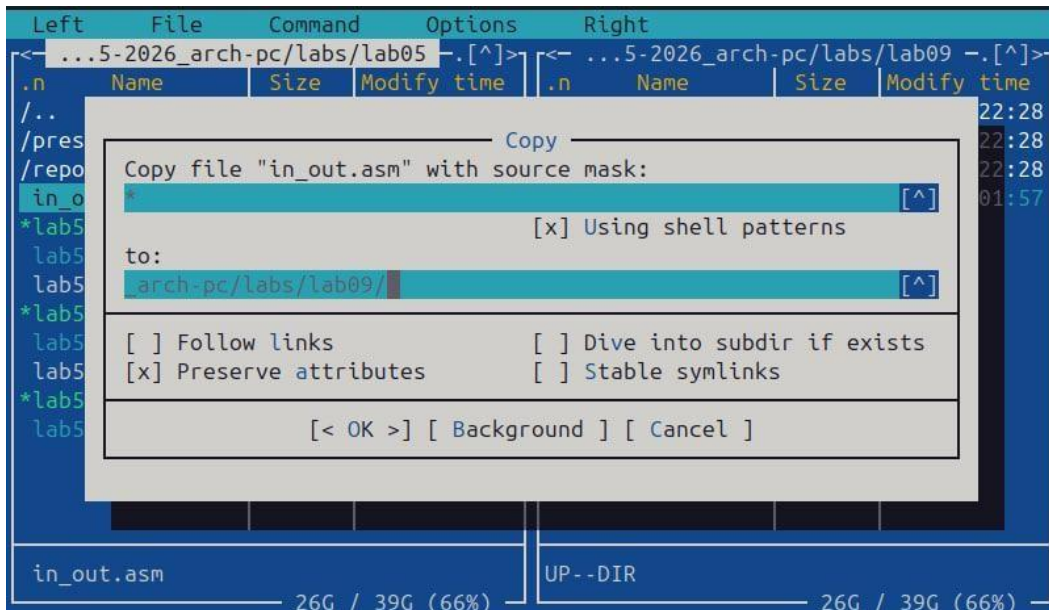 Left File Command Options Right
<− ...5-2026_arch-pc/labs/lab05 −.[^]> <− ...5-2026_arch-pc/labs/lab09 −.[^]>
.n Name Size Modify time .n Name Size Modify time
/.. 22:28
/pres 22:28
/repo 22:28
in_o 01:57
*lab5
lab5
lab5
*lab5
lab5
lab5
*lab5
lab5
Copy
Copy file "in_out.asm" with source mask:
* [^]
[x] Using shell patterns
to:
_arch-pc/labs/lab09/ [^]
[ ] Follow links [ ] Dive into subdir if exists
[x] Preserve attributes [ ] Stable symlinks
[< OK >] [ Background ] [ Cancel ]
in_out.asm UP--DIR
26G / 39G (66%) 26G / 39G (66%)